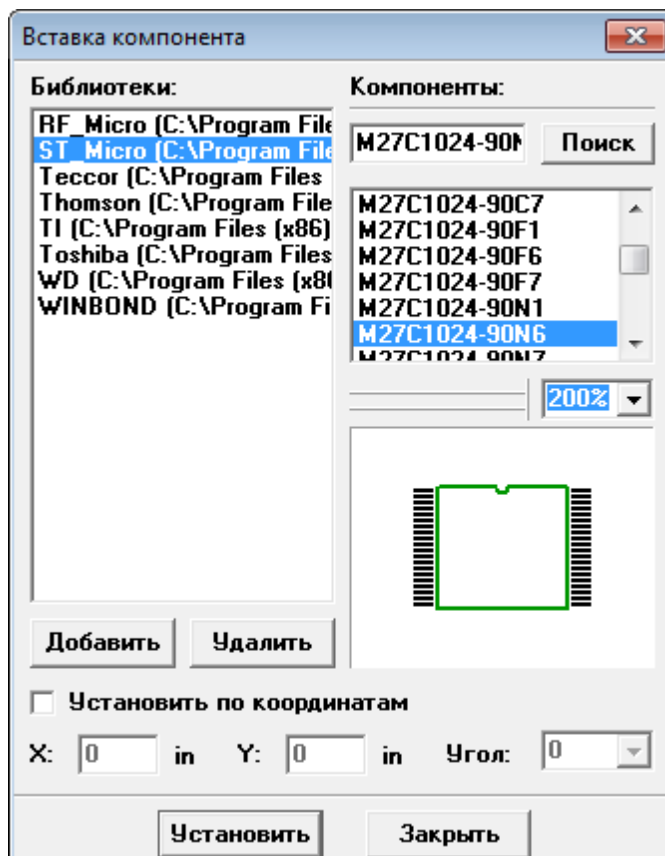 Вставка компонента
Библиотеки:
RF_Micro (C:\Program File
ST_Micro (C:\Program File
Teccor (C:\Program Files
Thomson (C:\Program File
TI (C:\Program Files (x86)
Toshiba (C:\Program Files
WD (C:\Program Files (x8
WINBOND (C:\Program Fi
Добавить
Удалить
Компоненты:
M27C1024-90N
Поиск
M27C1024-90C7
M27C1024-90F1
M27C1024-90F6
M27C1024-90F7
M27C1024-90N1
M27C1024-90N6
M27C1024-90N7
200%
Установить по координатам
X: 0 in Y: 0 in Угол: 0
Установить
Закрыть